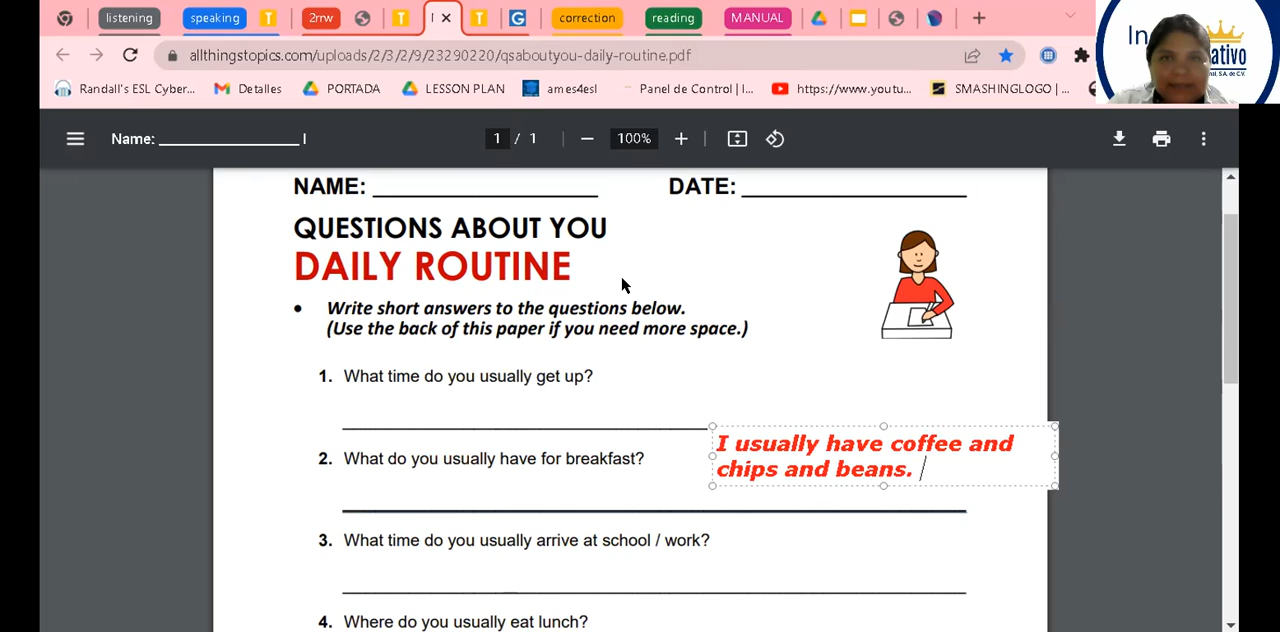 listening speaking T 2rrw T T G correction reading MANUAL
allthingstopics.com/uploads/2/3/2/9/23290220/qsaboutyou-daily-routine.pdf
Randall's ESL Cyber... Detalles PORTADA LESSON PLAN ames4esl Panel de Control | I... https://www.youtu... SMASHINGLOGO | ...
Name: ________________ | 1 / 1 100%
NAME: ________________ DATE: ________________
QUESTIONS ABOUT YOU
DAILY ROUTINE
• Write short answers to the questions below.
(Use the back of this paper if you need more space.)
1. What time do you usually get up?
2. What do you usually have for breakfast?
I usually have coffee and
chips and beans.
3. What time do you usually arrive at school / work?
4. Where do you usually eat lunch?